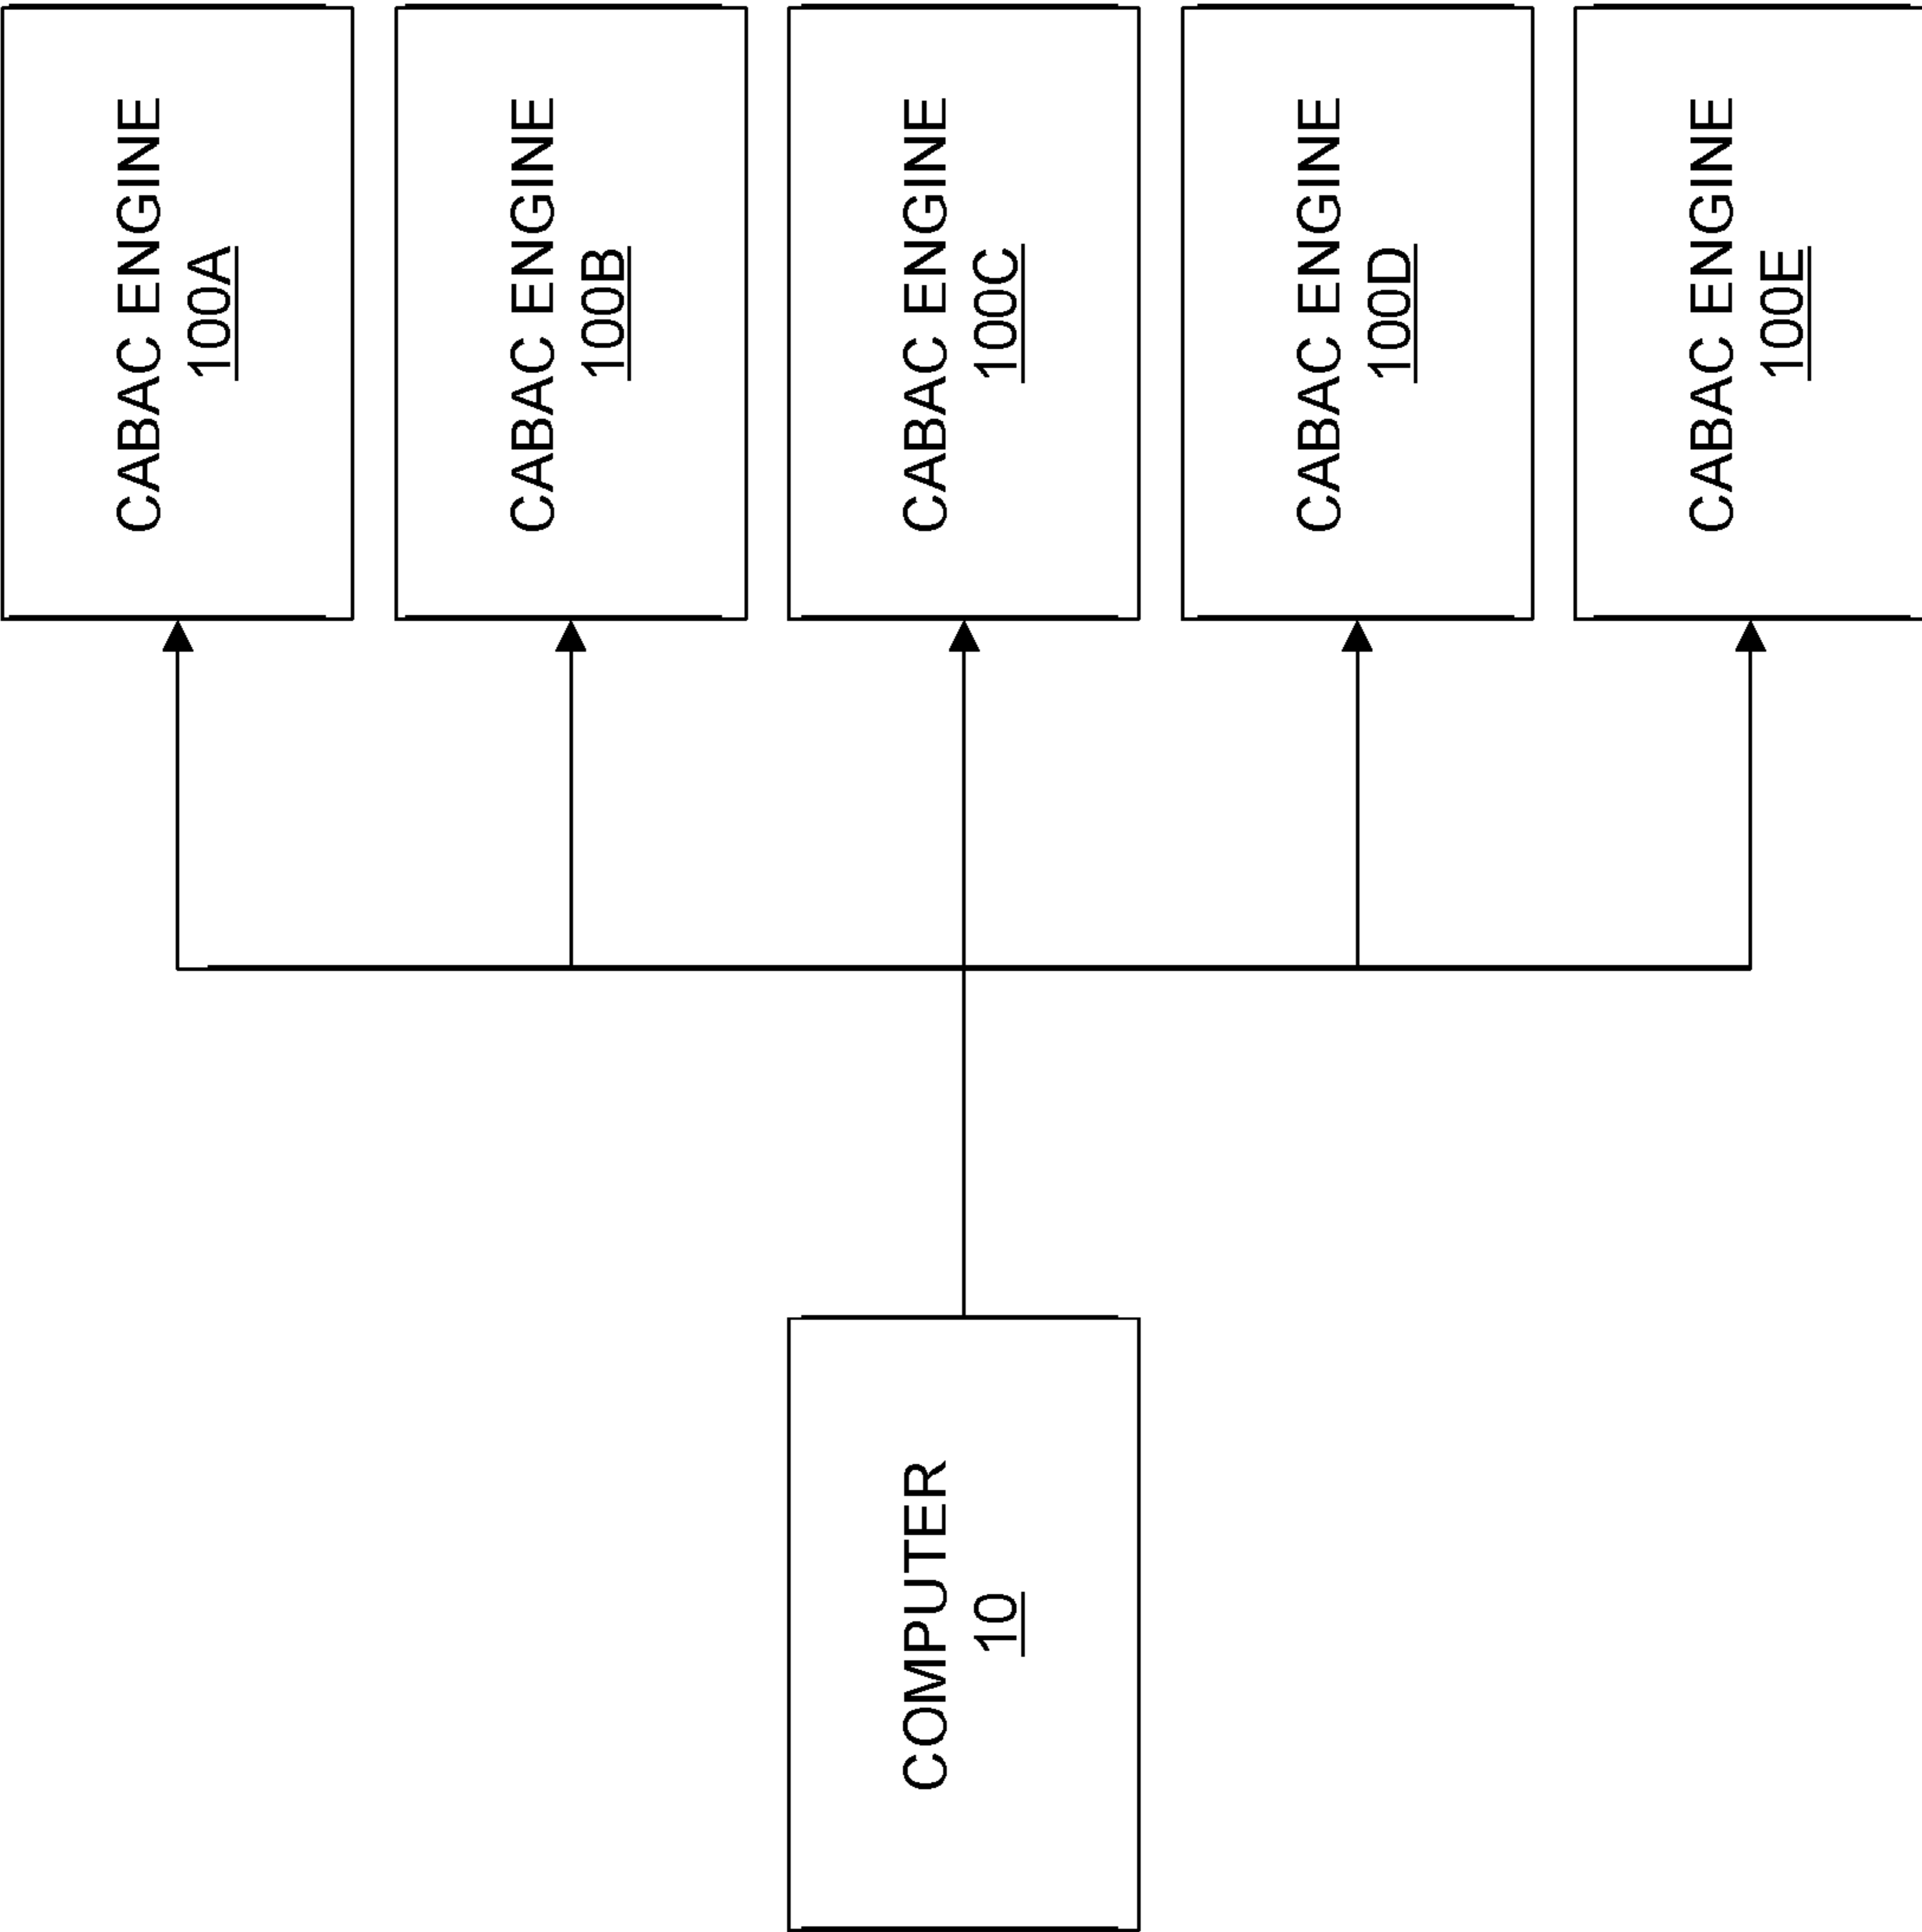 CABAC ENGINE
100A
CABAC ENGINE
100B
CABAC ENGINE
100C
CABAC ENGINE
100D
CABAC ENGINE
100E
COMPUTER
10